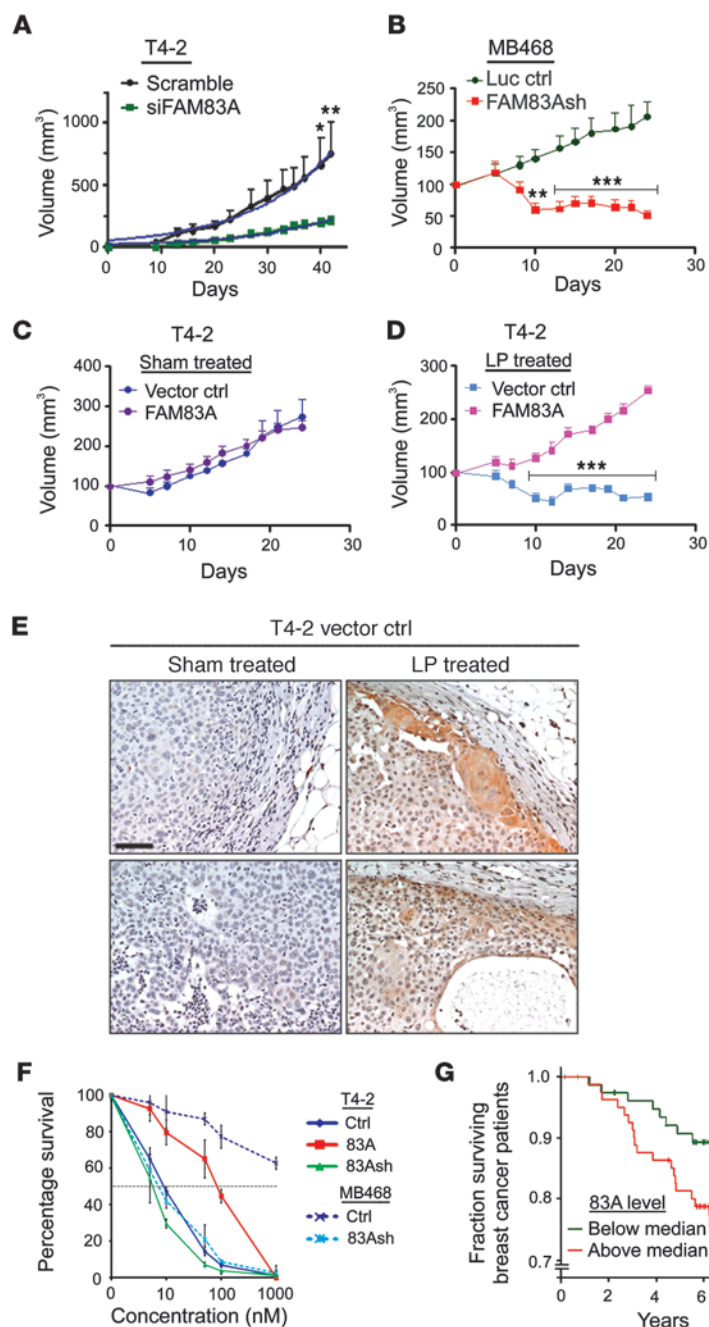 A
T4-2
Scramble
siFAM83A
Volume (mm³)
1000
500
0
*
**
0 10 20 30 40 50
Days
B
MB468
Luc ctrl
FAM83Ash
Volume (mm³)
200
150
100
50
0
**
***
0 10 20 30
Days
C
T4-2
Sham treated
Vector ctrl
FAM83A
Volume (mm³)
400
300
200
100
0
0 10 20 30
Days
D
T4-2
LP treated
Vector ctrl
FAM83A
Volume (mm³)
300
200
100
0
***
0 10 20 30
Days
E
T4-2 vector ctrl
Sham treated
LP treated
F
Percentage survival
100
80
60
40
20
0
10 100 1000
Concentration (nM)
T4-2
Ctrl
83A
83Ash
MB468
Ctrl
83Ash
G
Fraction surviving
breast cancer patients
1.0
0.9
0.8
0.7
83A level
Below median
Above median
0 2 4 6
Years